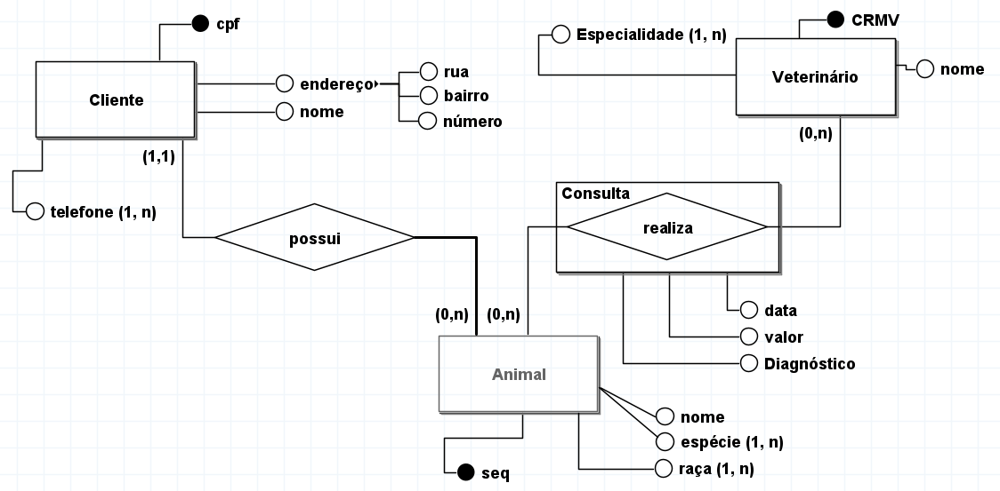 cpf
Cliente
endereço
rua
bairro
número
nome
(1,1)
telefone (1, n)
possui
(0,n)
CRMV
Especialidade (1, n)
Veterinário
nome
(0,n)
Consulta
realiza
(0,n)
data
valor
Diagnóstico
Animal
nome
espécie (1, n)
raça (1, n)
seq